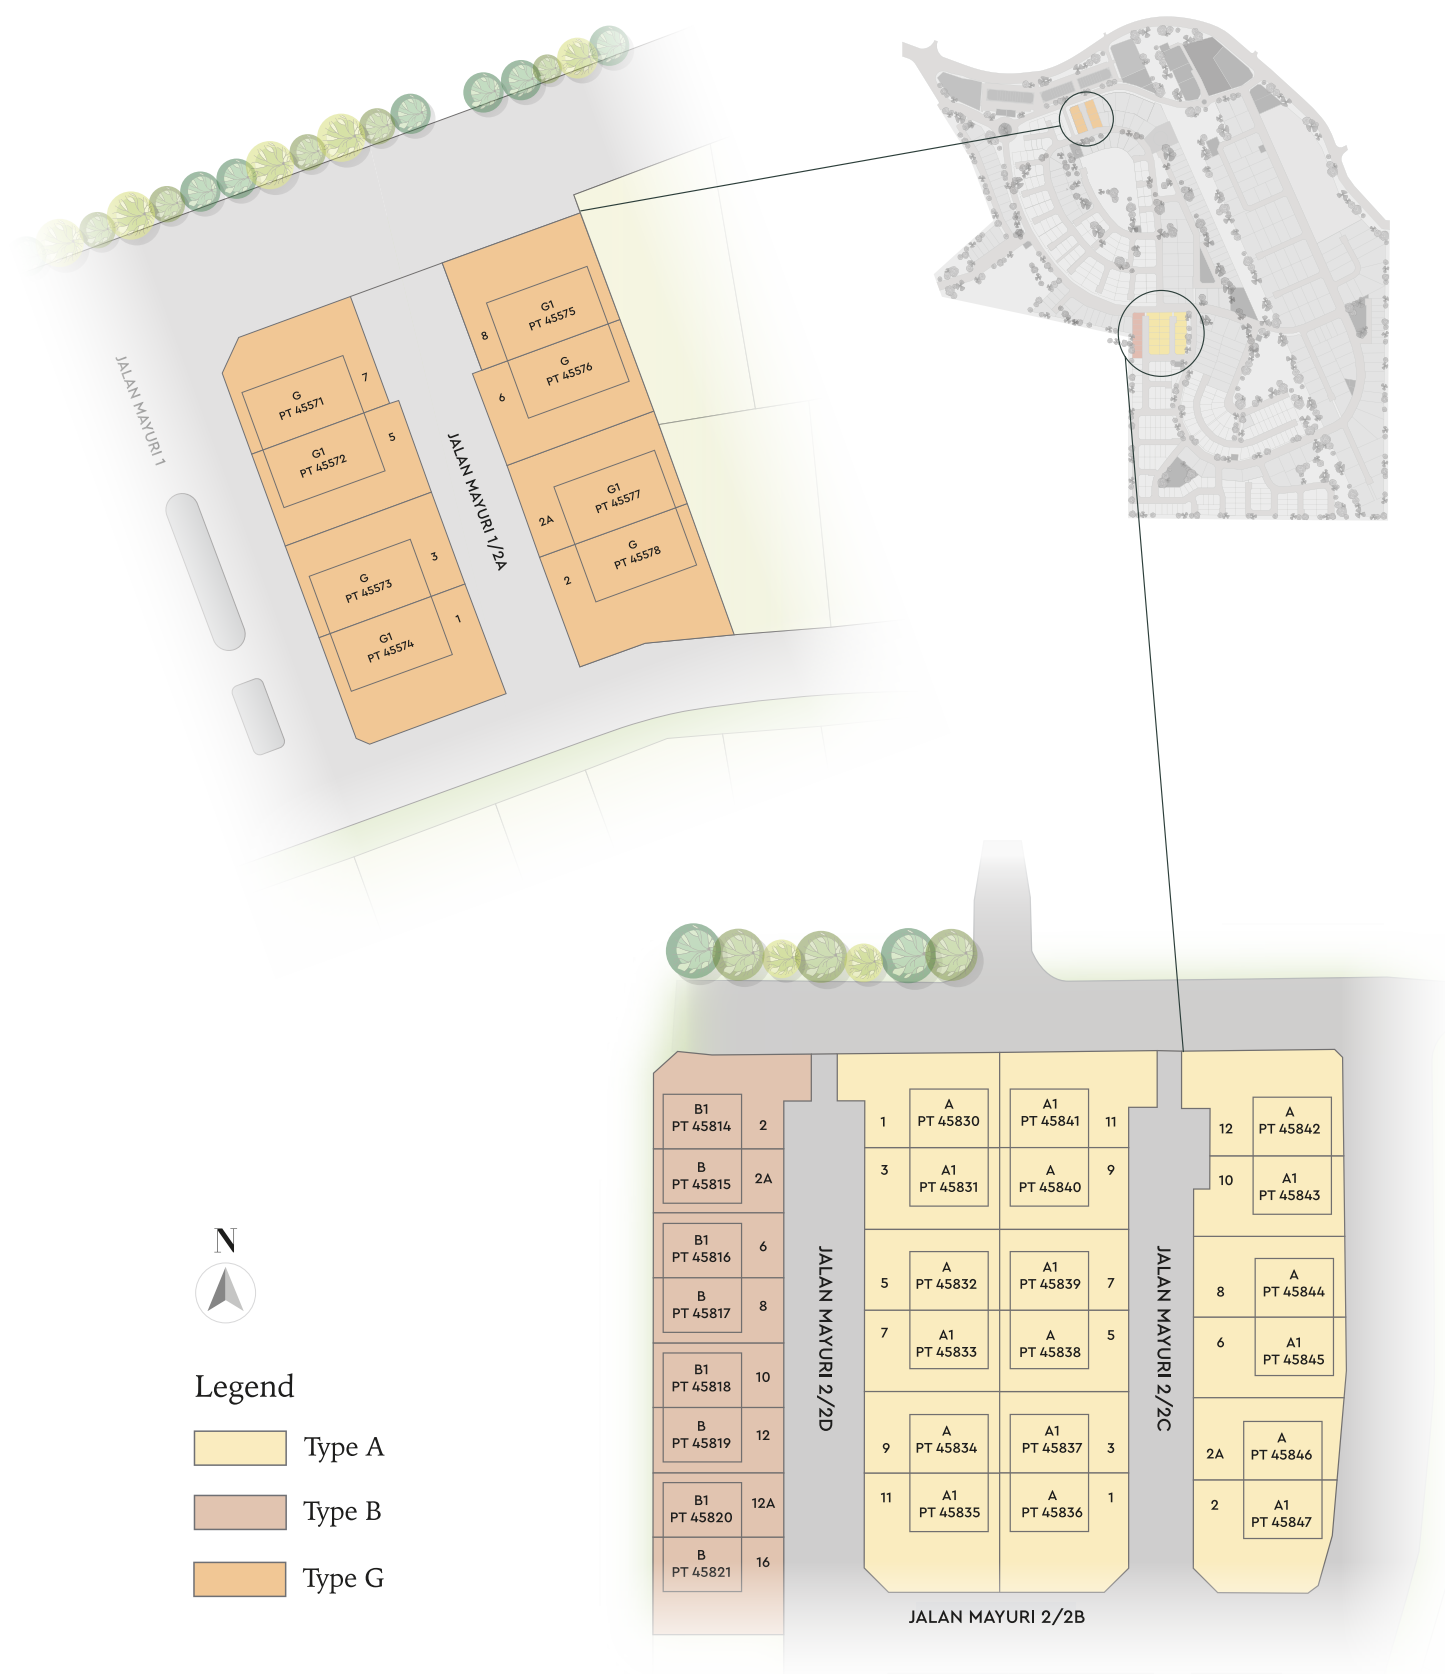 JALAN MAYURI 1
G
PT 45571
7
G1
PT 45572
5
G
PT 45573
3
G1
PT 45574
1
JALAN MAYURI 1/2A
G1
PT 45575
8
G
PT 45576
6
G1
PT 45577
2A
G
PT 45578
2
B1
PT 45814
2
B
PT 45815
2A
B1
PT 45816
6
B
PT 45817
8
B1
PT 45818
10
B
PT 45819
12
B1
PT 45820
12A
B
PT 45821
16
JALAN MAYURI 2/2D
1
A
PT 45830
3
A1
PT 45831
5
A
PT 45832
7
A1
PT 45833
9
A
PT 45834
11
A1
PT 45835
A1
PT 45841
11
A
PT 45840
9
A1
PT 45839
7
A
PT 45838
5
A1
PT 45837
3
A
PT 45836
1
JALAN MAYURI 2/2C
12
A
PT 45842
10
A1
PT 45843
8
A
PT 45844
6
A1
PT 45845
2A
A
PT 45846
2
A1
PT 45847
JALAN MAYURI 2/2B
N
Legend
Type A
Type B
Type G